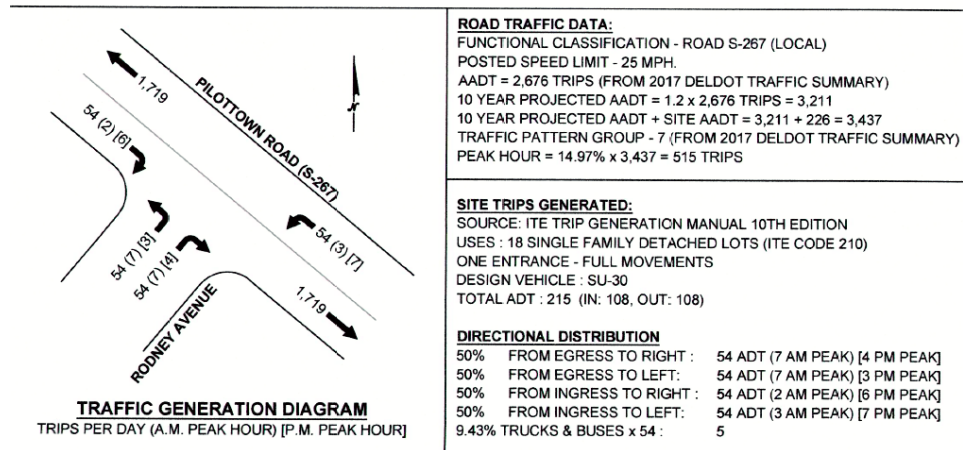 1,719
PILOTTOWN ROAD (S-267)
N
54 (2) [6]
54 (7) [3]
54 (7) [4]
54 (3) [7]
1,719
RODNEY AVENUE
TRAFFIC GENERATION DIAGRAM
TRIPS PER DAY (A.M. PEAK HOUR) [P.M. PEAK HOUR]
ROAD TRAFFIC DATA:
FUNCTIONAL CLASSIFICATION - ROAD S-267 (LOCAL)
POSTED SPEED LIMIT - 25 MPH.
AADT = 2,676 TRIPS (FROM 2017 DELDOT TRAFFIC SUMMARY)
10 YEAR PROJECTED AADT = 1.2 x 2,676 TRIPS = 3,211
10 YEAR PROJECTED AADT + SITE AADT = 3,211 + 226 = 3,437
TRAFFIC PATTERN GROUP - 7 (FROM 2017 DELDOT TRAFFIC SUMMARY)
PEAK HOUR = 14.97% x 3,437 = 515 TRIPS
SITE TRIPS GENERATED:
SOURCE: ITE TRIP GENERATION MANUAL 10TH EDITION
USES : 18 SINGLE FAMILY DETACHED LOTS (ITE CODE 210)
ONE ENTRANCE - FULL MOVEMENTS
DESIGN VEHICLE : SU-30
TOTAL ADT : 215 (IN: 108, OUT: 108)
DIRECTIONAL DISTRIBUTION
50% FROM EGRESS TO RIGHT : 54 ADT (7 AM PEAK) [4 PM PEAK]
50% FROM EGRESS TO LEFT: 54 ADT (7 AM PEAK) [3 PM PEAK]
50% FROM INGRESS TO RIGHT : 54 ADT (2 AM PEAK) [6 PM PEAK]
50% FROM INGRESS TO LEFT: 54 ADT (3 AM PEAK) [7 PM PEAK]
9.43% TRUCKS & BUSES x 54 : 5